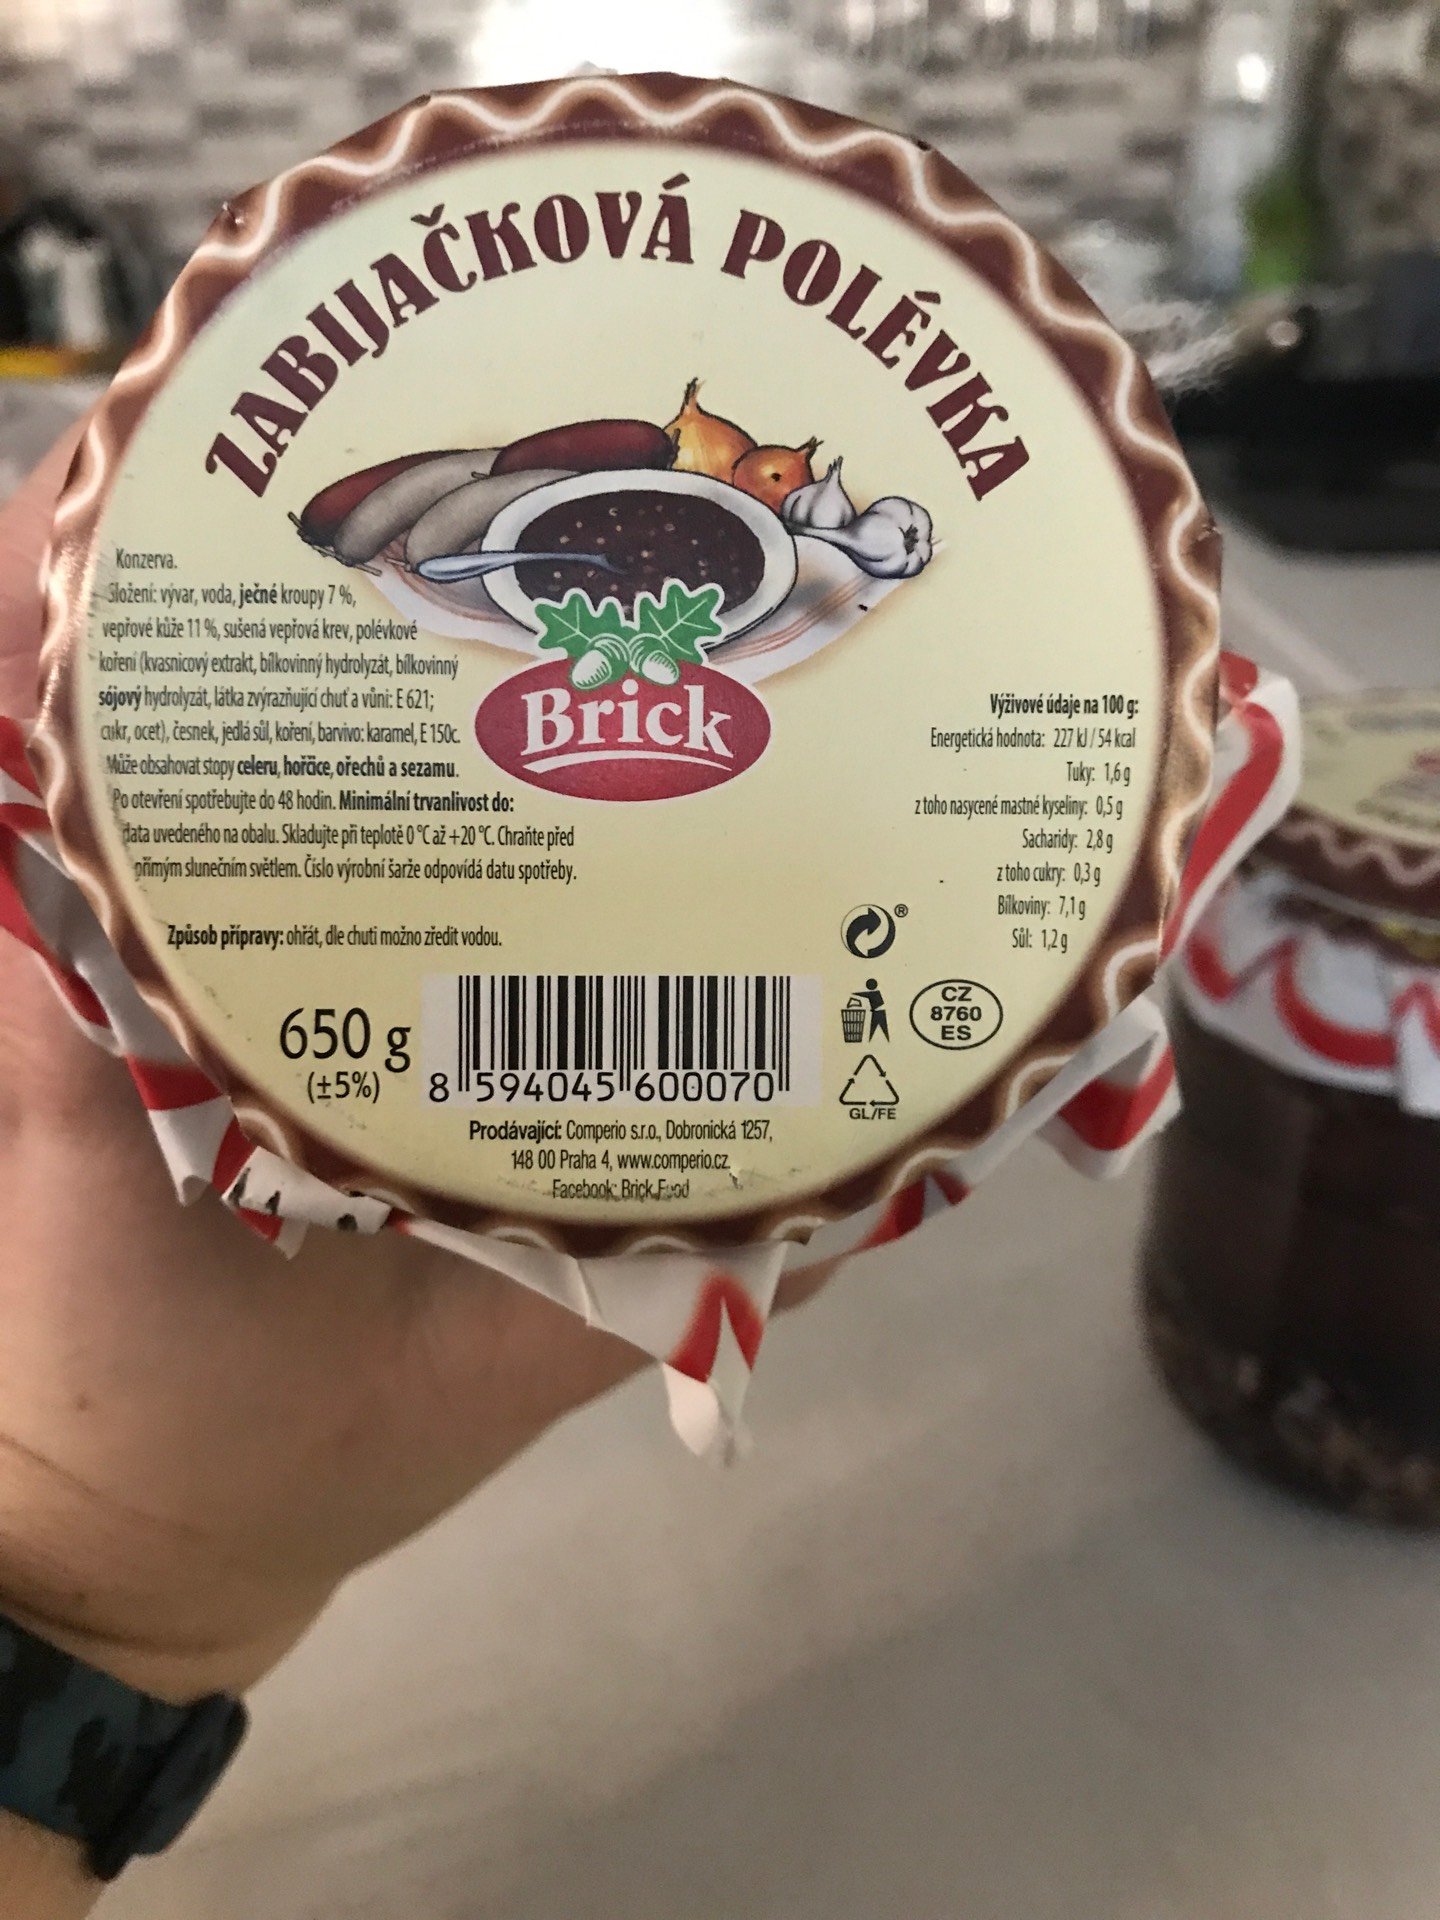 ZABIJAČKOVÁ POLÉVKA
Konzerva.
Složení: vývar, voda, ječné kroupy 7 %,
vepřové kůže 11 %, sušená vepřová krev, polévkové
koření (kvasnicový extrakt, bílkovinný hydrolyzát, bílkovinný
sójový hydrolyzát, látka zvýrazňující chuť a vůni: E 621;
cukr, ocet), česnek, jedlá sůl, koření, barvivo: karamel, E 150c.
Může obsahovat stopy celeru, hořčice, ořechů a sezamu.
Po otevření spotřebujte do 48 hodin. Minimální trvanlivost do:
data uvedeného na obalu. Skladujte při teplotě 0 °C až +20 °C. Chraňte před
přímým slunečním světlem. Číslo výrobní šarže odpovídá datu spotřeby.
Způsob přípravy: ohřát, dle chuti možno zředit vodou.
Brick
Výživové údaje na 100 g:
Energetická hodnota: 227 kJ / 54 kcal
Tuky: 1,6 g
z toho nasycené mastné kyseliny: 0,5 g
Sacharidy: 2,8 g
z toho cukry: 0,3 g
Bílkoviny: 7,1 g
Sůl: 1,2 g
®
CZ
8760
ES
GL/FE
650 g
(±5%)
8 594045 600070
Prodávající: Comperio s.r.o., Dobronická 1257,
148 00 Praha 4, www.comperio.cz.
Facebook: Brick Food